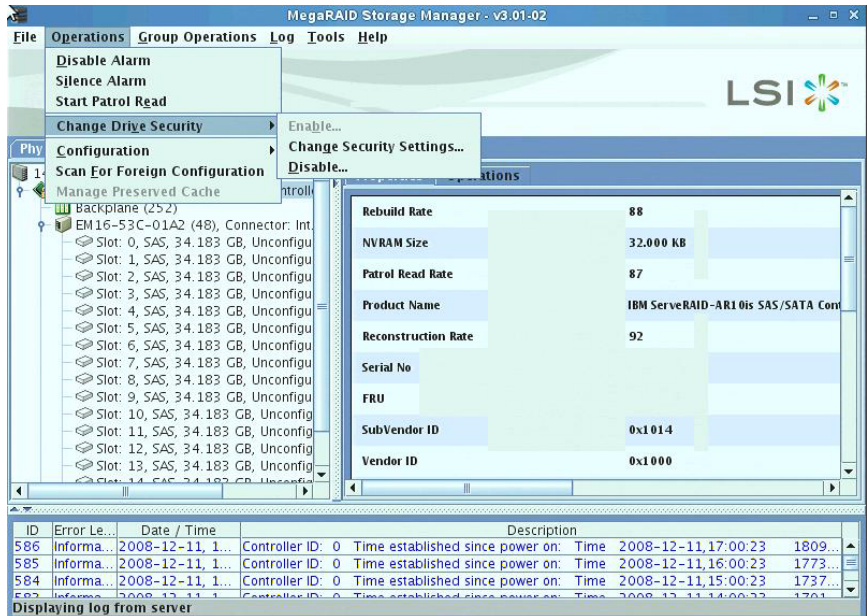 MegaRAID Storage Manager - v3.01-02
File Operations Group Operations Log Tools Help
Disable Alarm
Silence Alarm
Start Patrol Read
Change Drive Security
Enable...
Change Security Settings...
Disable...
Configuration
Scan For Foreign Configuration
Manage Preserved Cache
LSI
Phy
14
Operations
Backplane (252)
EM16-53C-01A2 (48), Connector: Int.
Slot: 0, SAS, 34.183 GB, Unconfigu
Slot: 1, SAS, 34.183 GB, Unconfigu
Slot: 2, SAS, 34.183 GB, Unconfigu
Slot: 3, SAS, 34.183 GB, Unconfigu
Slot: 4, SAS, 34.183 GB, Unconfigu
Slot: 5, SAS, 34.183 GB, Unconfigu
Slot: 6, SAS, 34.183 GB, Unconfigu
Slot: 7, SAS, 34.183 GB, Unconfigu
Slot: 8, SAS, 34.183 GB, Unconfigu
Slot: 9, SAS, 34.183 GB, Unconfigu
Slot: 10, SAS, 34.183 GB, Unconfig
Slot: 11, SAS, 34.183 GB, Unconfig
Slot: 12, SAS, 34.183 GB, Unconfig
Slot: 13, SAS, 34.183 GB, Unconfig
Rebuild Rate 88
NVRAM Size 32.000 KB
Patrol Read Rate 87
Product Name IBM ServeRAID-AR10is SAS/SATA Cont
Reconstruction Rate 92
Serial No
FRU
SubVendor ID 0x1014
Vendor ID 0x1000
ID Error Le... Date / Time Description
586 Informa... 2008-12-11, 1... Controller ID: 0 Time established since power on: Time 2008-12-11,17:00:23 1809...
585 Informa... 2008-12-11, 1... Controller ID: 0 Time established since power on: Time 2008-12-11,16:00:23 1773...
584 Informa... 2008-12-11, 1... Controller ID: 0 Time established since power on: Time 2008-12-11,15:00:23 1737...
Displaying log from server